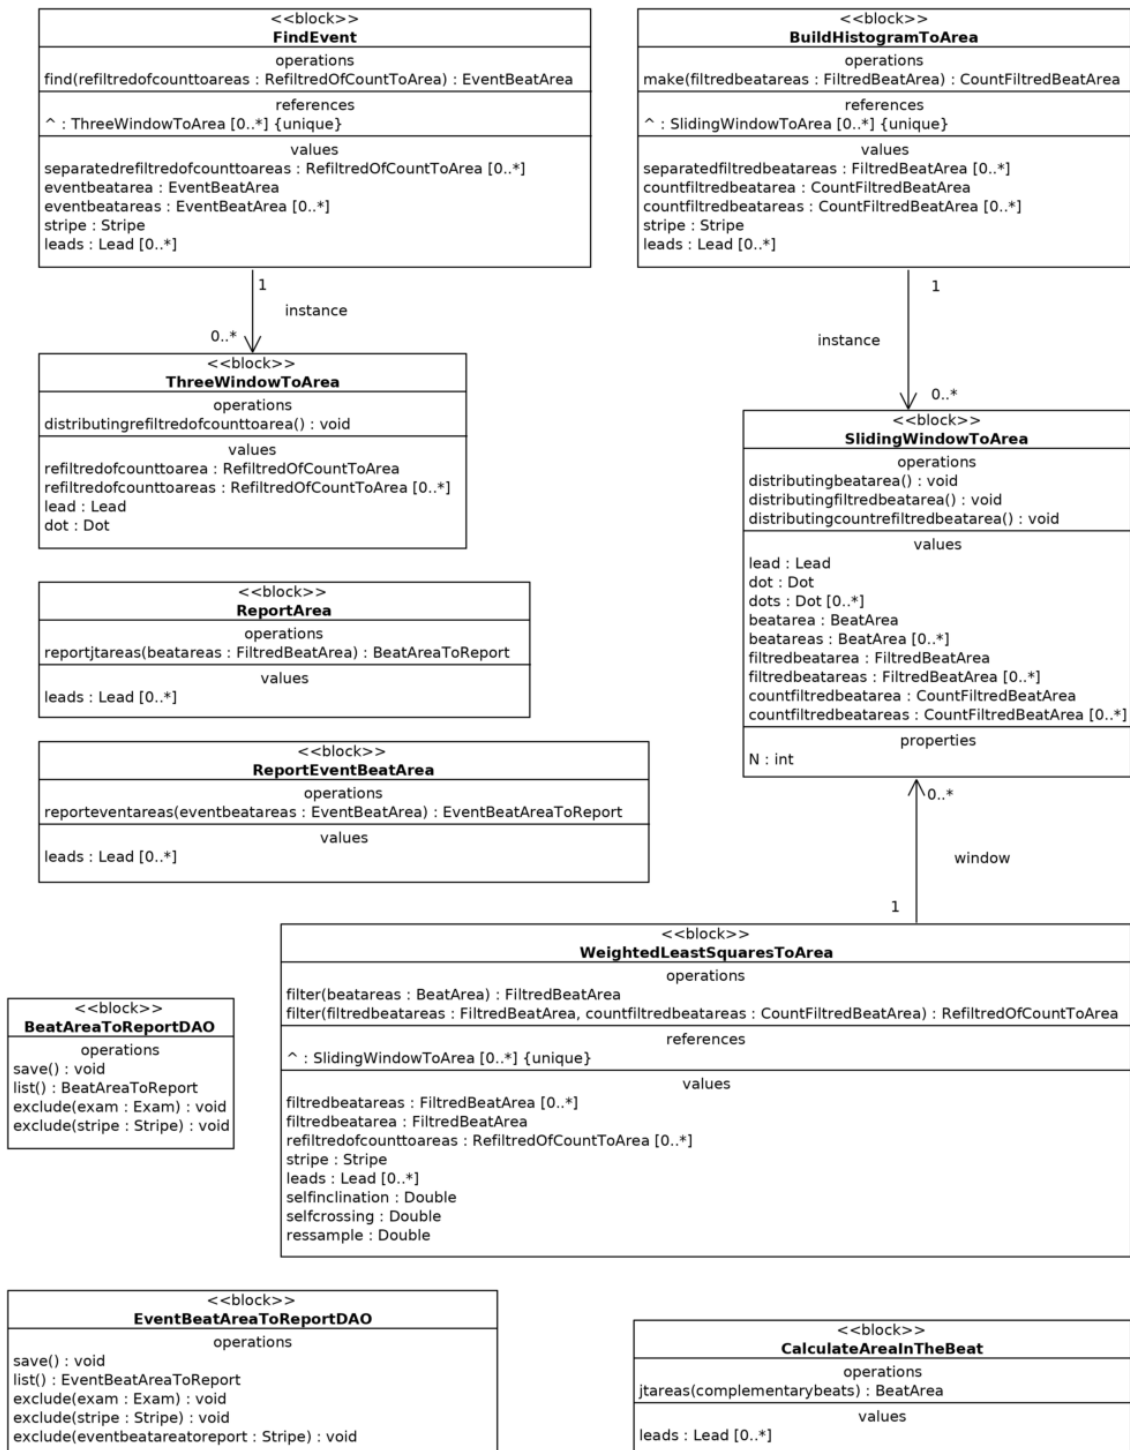 <<block>>
FindEvent
operations
find(refiltredofcounttoareas : RefiltredOfCountToArea) : EventBeatArea
references
^ : ThreeWindowToArea [0..*] {unique}
values
separatedrefiltredofcounttoareas : RefiltredOfCountToArea [0..*]
eventbeatarea : EventBeatArea
eventbeatareas : EventBeatArea [0..*]
stripe : Stripe
leads : Lead [0..*]
<<block>>
BuildHistogramToArea
operations
make(filtredbeatareas : FiltredBeatArea) : CountFiltredBeatArea
references
^ : SlidingWindowToArea [0..*] {unique}
values
separatedfiltredbeatareas : FiltredBeatArea [0..*]
countfiltredbeatarea : CountFiltredBeatArea
countfiltredbeatareas : CountFiltredBeatArea [0..*]
stripe : Stripe
leads : Lead [0..*]
1
instance
0..*
1
instance
0..*
<<block>>
ThreeWindowToArea
operations
distributingrefiltredofcounttoarea() : void
values
refiltredofcounttoarea : RefiltredOfCountToArea
refiltredofcounttoareas : RefiltredOfCountToArea [0..*]
lead : Lead
dot : Dot
<<block>>
SlidingWindowToArea
operations
distributingbeatarea() : void
distributingfiltredbeatarea() : void
distributingcountrefiltredbeatarea() : void
values
lead : Lead
dot : Dot
dots : Dot [0..*]
beatarea : BeatArea
beatareas : BeatArea [0..*]
filtredbeatarea : FiltredBeatArea
filtredbeatareas : FiltredBeatArea [0..*]
countfiltredbeatarea : CountFiltredBeatArea
countfiltredbeatareas : CountFiltredBeatArea [0..*]
properties
N : int
<<block>>
ReportArea
operations
reportjtareas(beatareas : FiltredBeatArea) : BeatAreaToReport
values
leads : Lead [0..*]
<<block>>
ReportEventBeatArea
operations
reporteventareas(eventbeatareas : EventBeatArea) : EventBeatAreaToReport
values
leads : Lead [0..*]
0..*
window
1
<<block>>
WeightedLeastSquaresToArea
operations
filter(beatareas : BeatArea) : FiltredBeatArea
filter(filtredbeatareas : FiltredBeatArea, countfiltredbeatareas : CountFiltredBeatArea) : RefiltredOfCountToArea
references
^ : SlidingWindowToArea [0..*] {unique}
values
filtredbeatareas : FiltredBeatArea [0..*]
filtredbeatarea : FiltredBeatArea
refiltredofcounttoareas : RefiltredOfCountToArea [0..*]
stripe : Stripe
leads : Lead [0..*]
selfinclination : Double
selfcrossing : Double
ressample : Double
<<block>>
BeatAreaToReportDAO
operations
save() : void
list() : BeatAreaToReport
exclude(exam : Exam) : void
exclude(stripe : Stripe) : void
<<block>>
EventBeatAreaToReportDAO
operations
save() : void
list() : EventBeatAreaToReport
exclude(exam : Exam) : void
exclude(stripe : Stripe) : void
exclude(eventbeatareatoreport : Stripe) : void
<<block>>
CalculateAreaInTheBeat
operations
jtareas(complementarybeats) : BeatArea
values
leads : Lead [0..*]